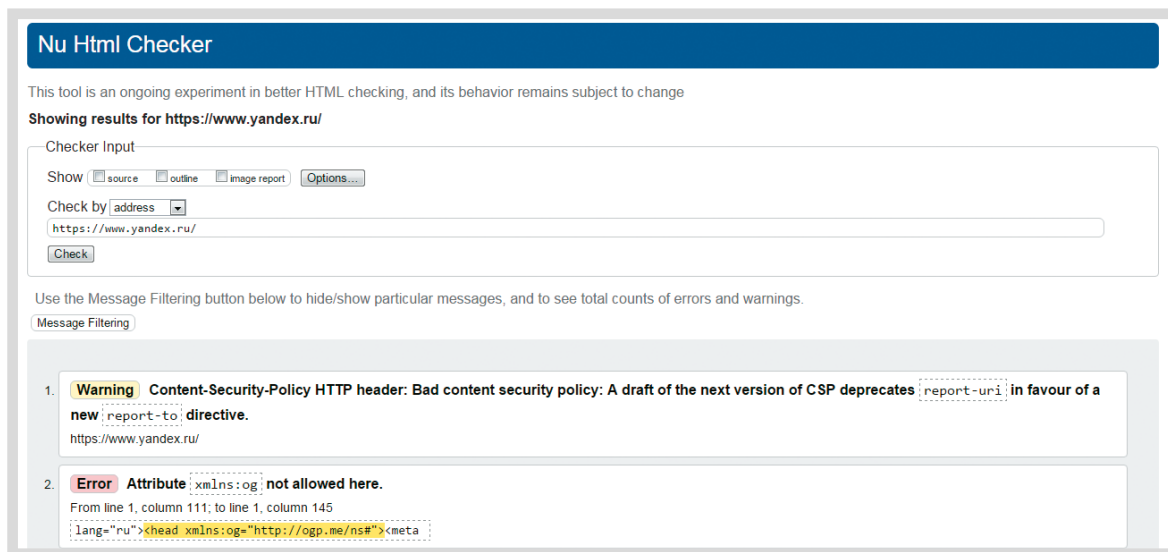 Nu Html Checker
This tool is an ongoing experiment in better HTML checking, and its behavior remains subject to change
Showing results for https://www.yandex.ru/
Checker Input
Show source outline image report Options...
Check by address
https://www.yandex.ru/
Check
Use the Message Filtering button below to hide/show particular messages, and to see total counts of errors and warnings.
Message Filtering
1. Warning Content-Security-Policy HTTP header: Bad content security policy: A draft of the next version of CSP deprecates report-uri in favour of a
new report-to directive.
https://www.yandex.ru/
2. Error Attribute xmlns:og not allowed here.
From line 1, column 111; to line 1, column 145
lang="ru"><head xmlns:og="http://ogp.me/ns#"><meta